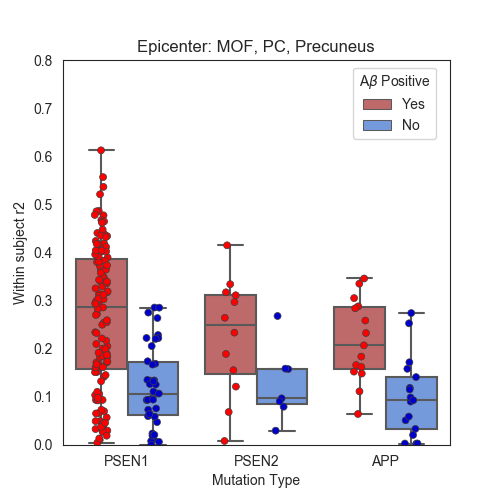 Epicenter: MOF, PC, Precuneus
Aβ Positive
Yes
No
0.8
0.7
0.6
0.5
0.4
0.3
0.2
0.1
0.0
Within subject r2
PSEN1 PSEN2 APP
Mutation Type